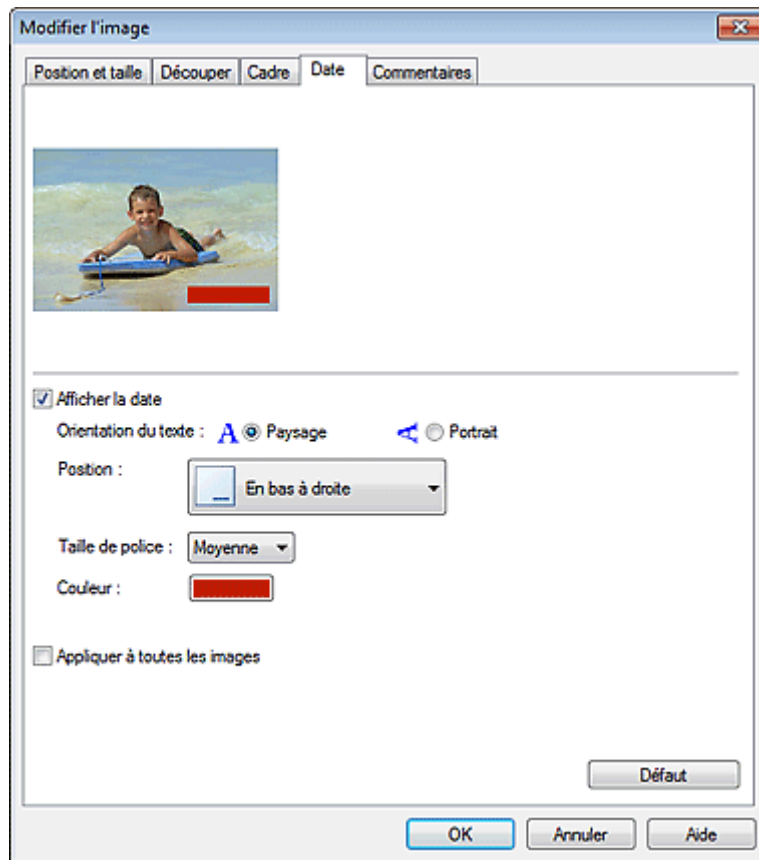 Modifier l'image
Position et taille Découper Cadre Date Commentaires
Afficher la date
Orientation du texte : A Paysage A Portrait
Position : En bas à droite
Taille de police : Moyenne
Couleur :
Appliquer à toutes les images
Défaut
OK Annuler Aide